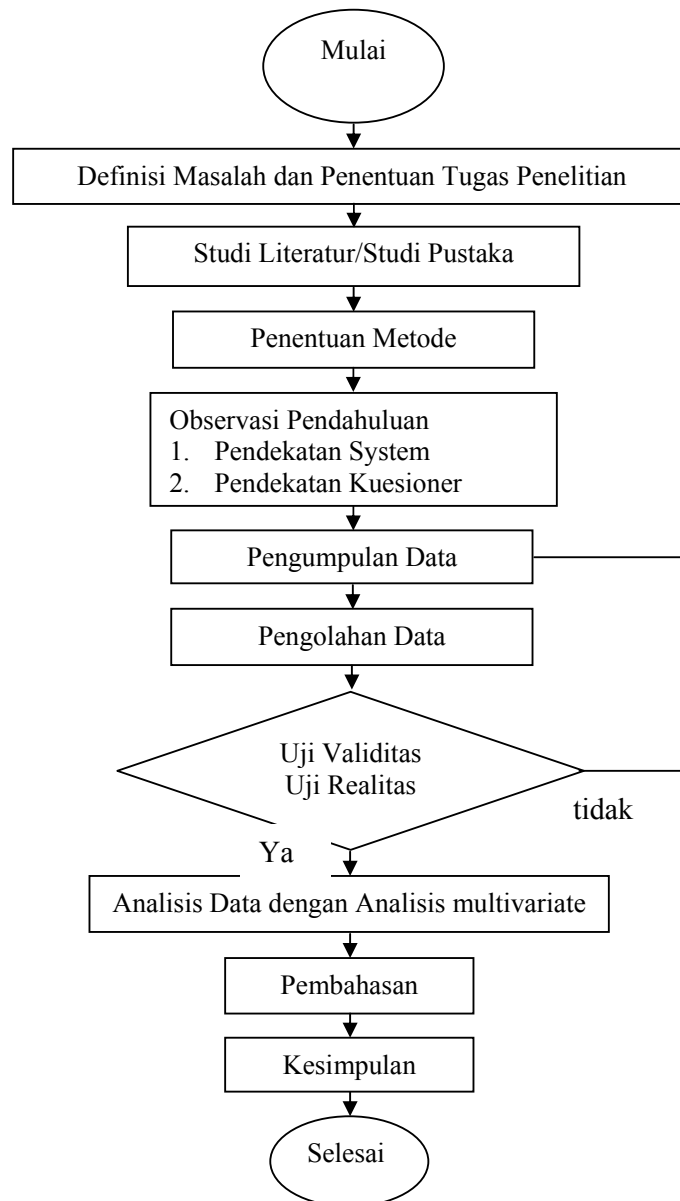 Mulai
Definisi Masalah dan Penentuan Tugas Penelitian
Studi Literatur/Studi Pustaka
Penentuan Metode
Observasi Pendahuluan
1. Pendekatan System
2. Pendekatan Kuesioner
Pengumpulan Data
Pengolahan Data
Uji Validitas
Uji Realitas
tidak
Ya
Analisis Data dengan Analisis multivariate
Pembahasan
Kesimpulan
Selesai